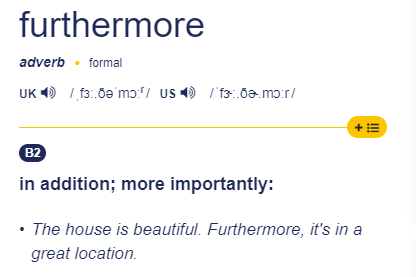 furthermore
adverb • formal
UK /ˌfɜː.ðəˈmɔːʳ/ US /ˈfɝː.ðɚ.mɔːr/
B2
in addition; more importantly:
• The house is beautiful. Furthermore, it's in a
great location.